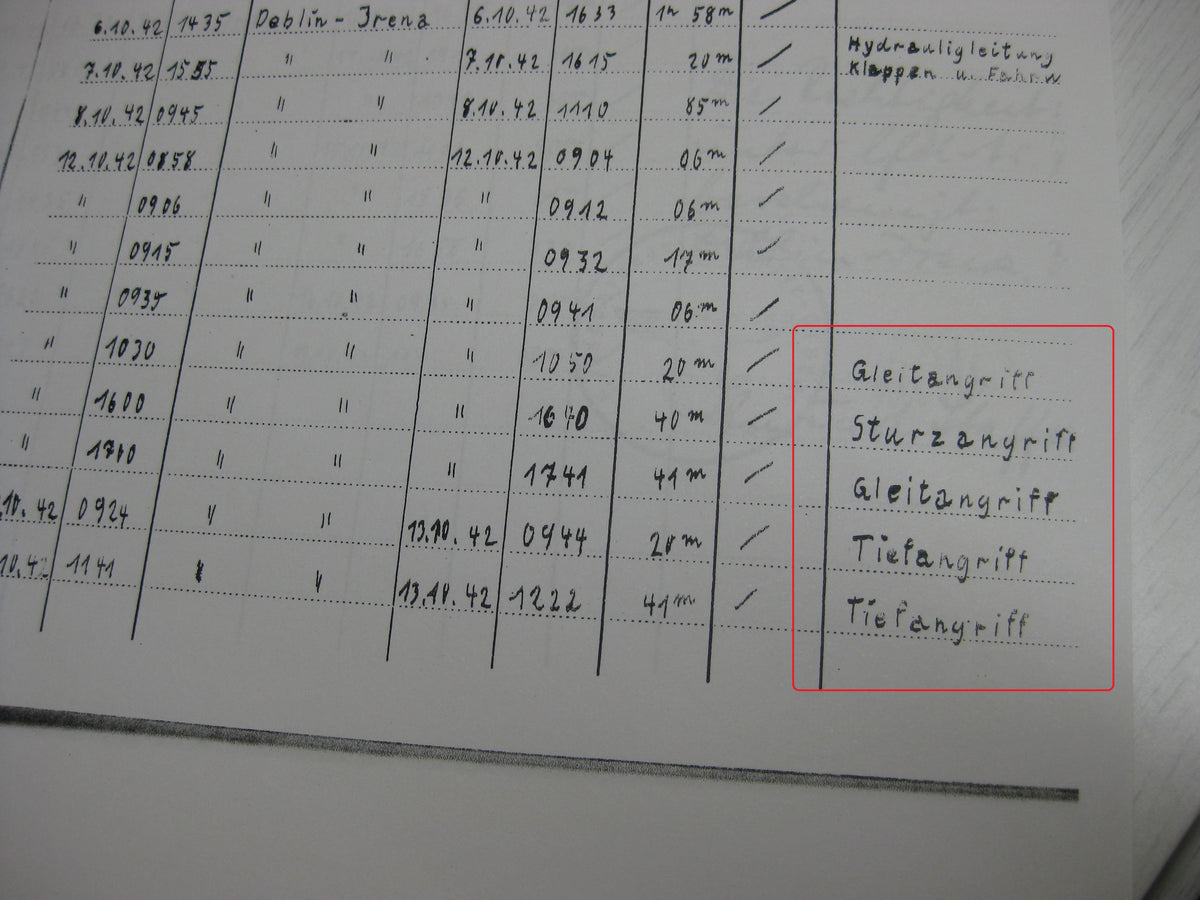 6.10.42 1435 Deblin - Irena 6.10.42 1633 1h 58m /
7.10.42 1555 " " 7.10.42 1615 20m / Hydrauligleitung
Klappen u. Fahrw
8.10.42 0945 " " 8.10.42 1110 85m /
12.10.42 0858 " " 12.10.42 0904 06m /
" 0906 " " " 0912 06m /
" 0915 " " " 0932 17m /
" 0935 " " " 0941 06m /
" 1030 " " " 1050 20m / Gleitangriff
" 1600 " " " 1640 40m / Sturzangriff
" 1700 " " " 1741 41m / Gleitangriff
.10.42 0924 " " 13.10.42 0944 20m / Tiefangriff
10.42 1141 " " 13.10.42 1222 41m / Tiefangriff